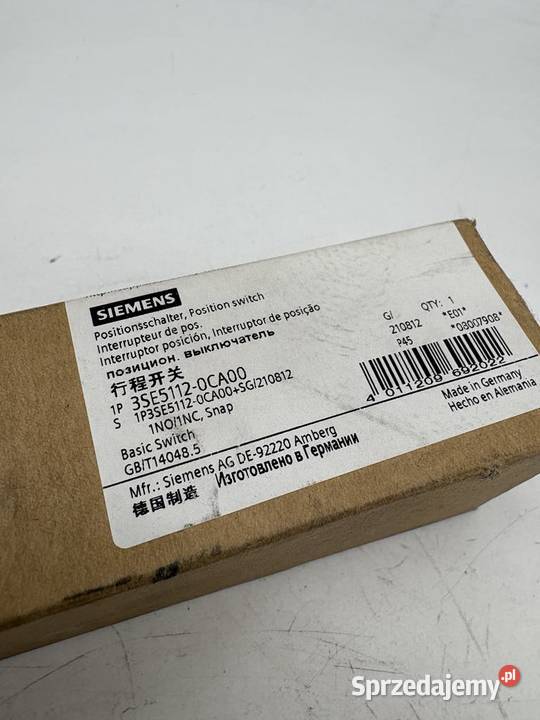 SIEMENS
Positionsschalter, Position switch
Interrupteur de pos.
Interruptor posición, Interruptor de posição
позицион. выключатель
行程开关
1P 3SE5112-0CA00
S 1P3SE5112-0CA00+SG/210812
1NO/1NC, Snap
Basic Switch
GB/T14048.5
Mfr.: Siemens AG DE-92220 Amberg
德国制造 Изготовлено в Германии
G/ QTY: 1
210812 *E01*
P45 *08007908*
4 011209 692022
Made in Germany
Hecho en Alemania
Sprzedajemy.pl